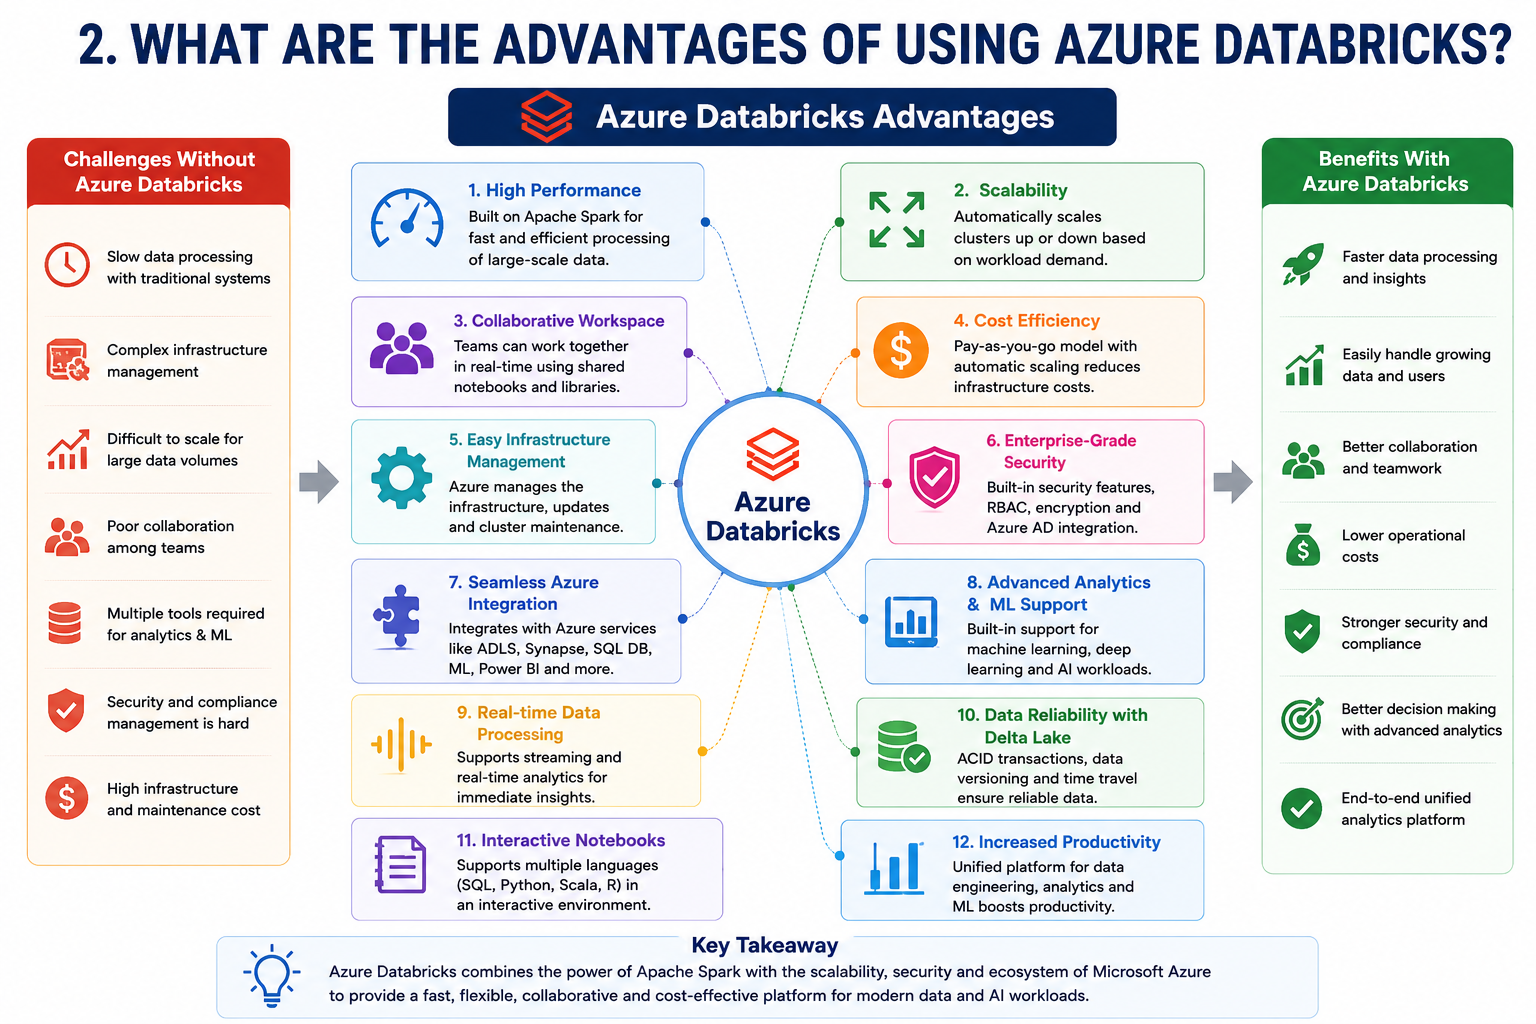 2. WHAT ARE THE ADVANTAGES OF USING AZURE DATABRICKS?
Azure Databricks Advantages
Challenges Without
Azure Databricks
Slow data processing
with traditional systems
Complex infrastructure
management
Difficult to scale for
large data volumes
Poor collaboration
among teams
Multiple tools required
for analytics & ML
Security and compliance
management is hard
High infrastructure
and maintenance cost
1. High Performance
Built on Apache Spark for
fast and efficient processing
of large-scale data.
2. Scalability
Automatically scales
clusters up or down based
on workload demand.
3. Collaborative Workspace
Teams can work together
in real-time using shared
notebooks and libraries.
4. Cost Efficiency
Pay-as-you-go model with
automatic scaling reduces
infrastructure costs.
5. Easy Infrastructure
Management
Azure manages the
infrastructure, updates
and cluster maintenance.
Azure
Databricks
6. Enterprise-Grade
Security
Built-in security features,
RBAC, encryption and
Azure AD integration.
7. Seamless Azure
Integration
Integrates with Azure services
like ADLS, Synapse, SQL DB,
ML, Power BI and more.
8. Advanced Analytics
& ML Support
Built-in support for
machine learning, deep
learning and AI workloads.
9. Real-time Data
Processing
Supports streaming and
real-time analytics for
immediate insights.
10. Data Reliability with
Delta Lake
ACID transactions, data
versioning and time travel
ensure reliable data.
11. Interactive Notebooks
Supports multiple languages
(SQL, Python, Scala, R) in
an interactive environment.
12. Increased Productivity
Unified platform for data
engineering, analytics and
ML boosts productivity.
Benefits With
Azure Databricks
Faster data processing
and insights
Easily handle growing
data and users
Better collaboration
and teamwork
Lower operational
costs
Stronger security and
compliance
Better decision making
with advanced analytics
End-to-end unified
analytics platform
Key Takeaway
Azure Databricks combines the power of Apache Spark with the scalability, security and ecosystem of Microsoft Azure
to provide a fast, flexible, collaborative and cost-effective platform for modern data and AI workloads.